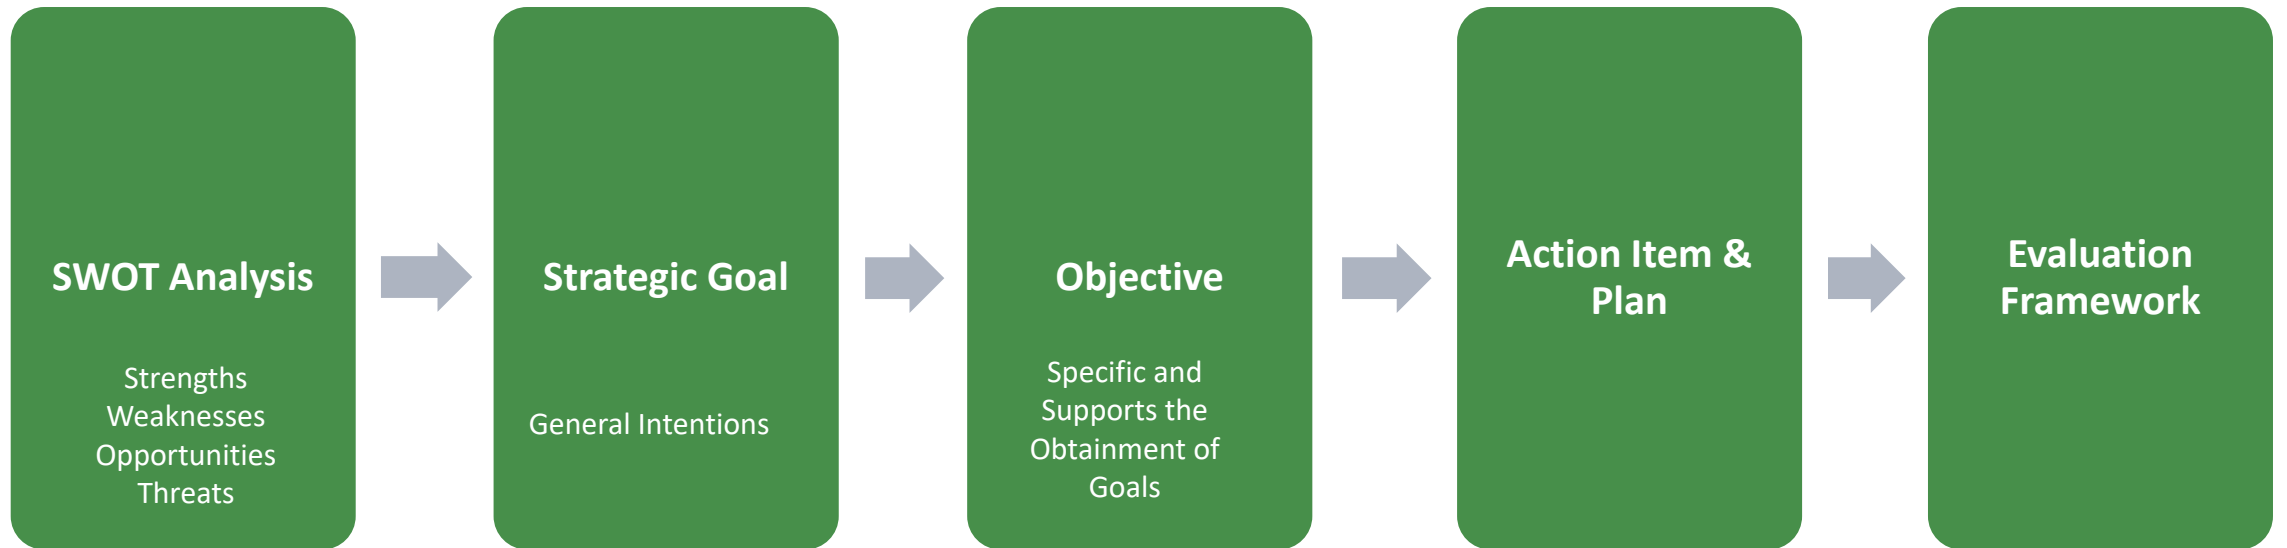 SWOT Analysis
Strengths
Weaknesses
Opportunities
Threats
Strategic Goal
General Intentions
Objective
Specific and
Supports the
Obtainment of
Goals
Action Item &
Plan
Evaluation
Framework